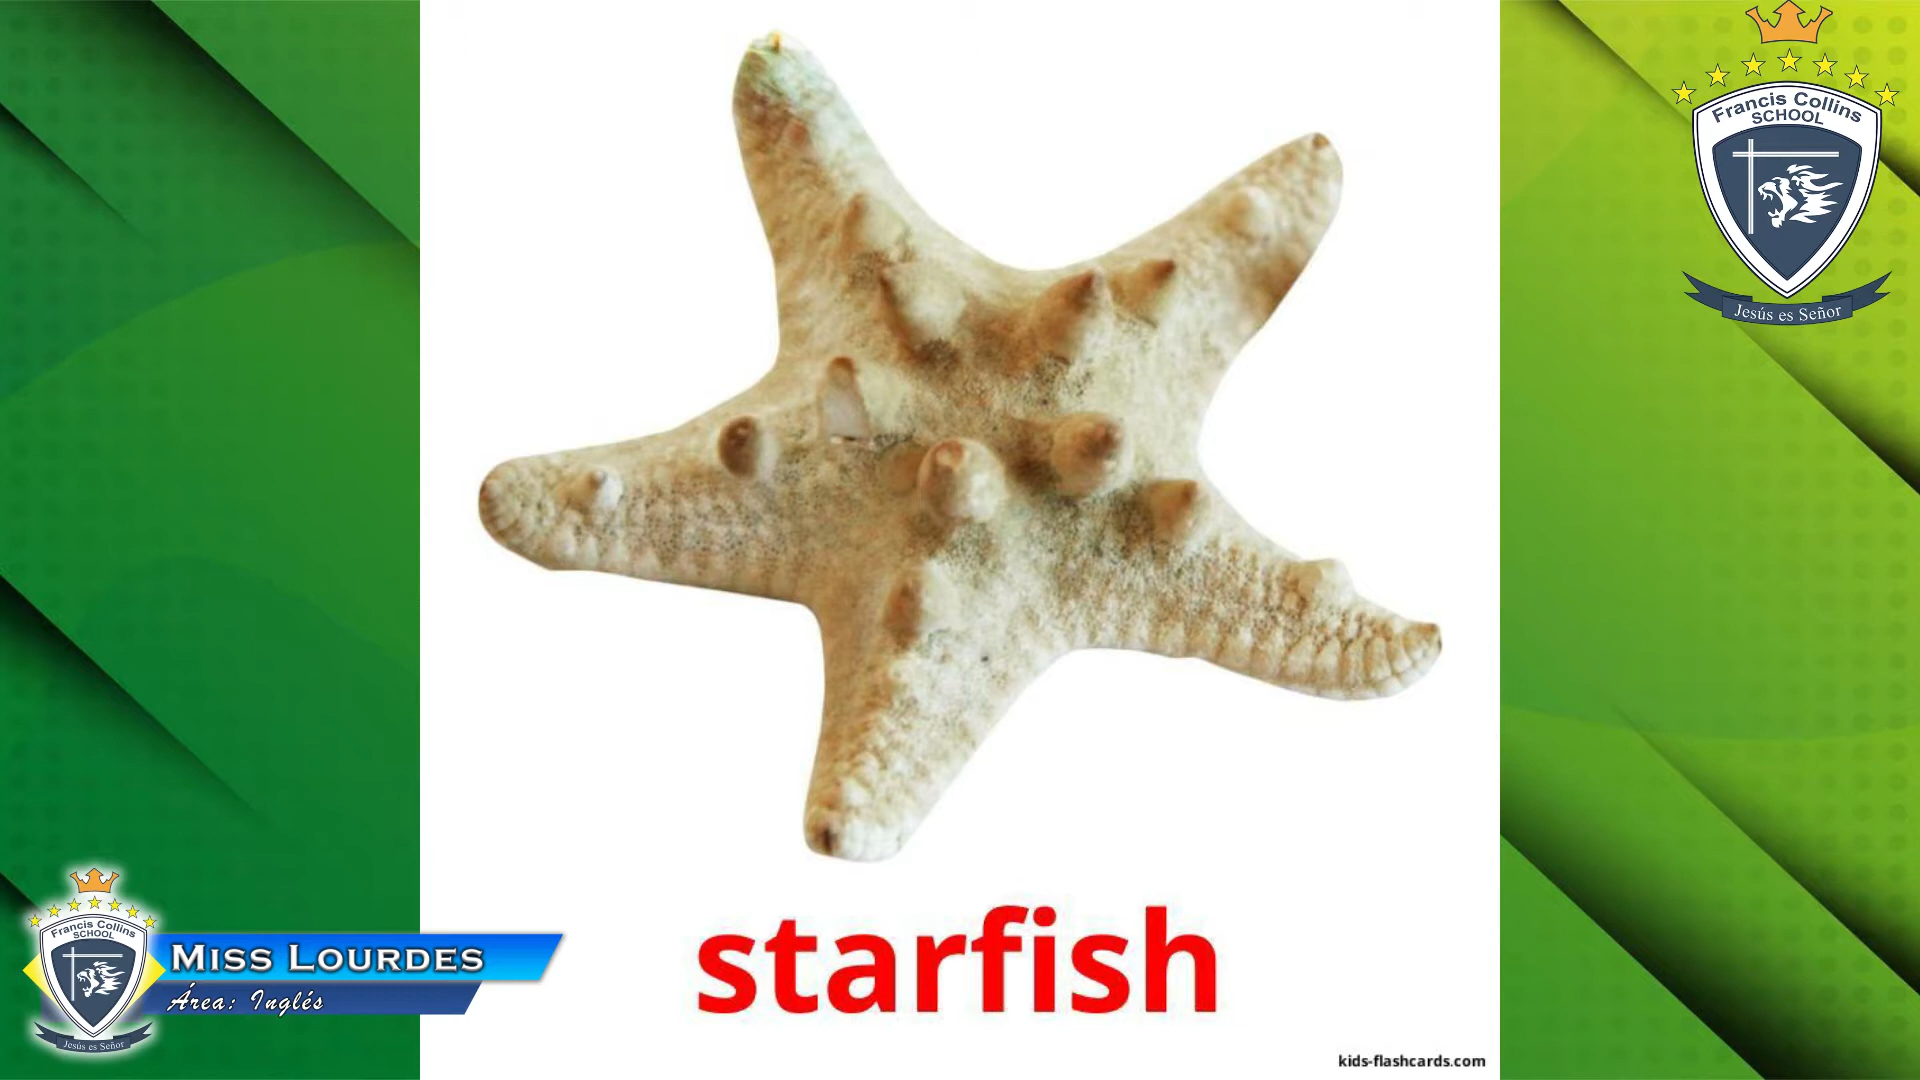 Francis Collins
SCHOOL
Jesús es Señor
starfish
Francis Collins
SCHOOL
Jesús es Señor
Miss Lourdes
Área: Inglés
kids-flashcards.com